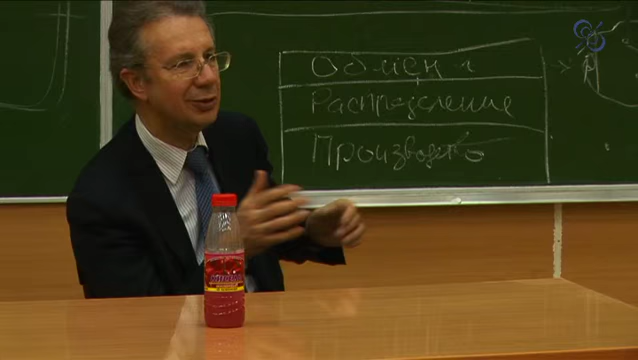 Обмен
Распределение
Производство